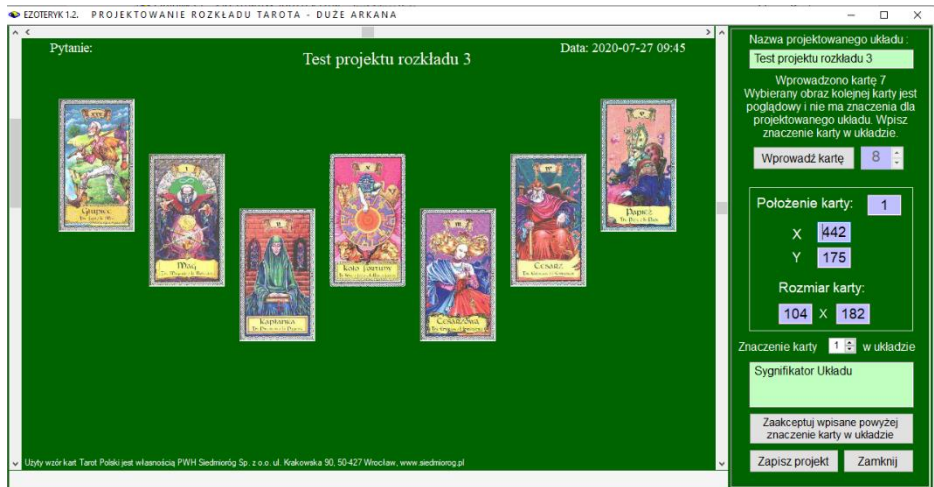 EZOTERYK 1.2. PROJEKTOWANIE ROZKŁADU TAROTA - DUŻE ARKANA
Pytanie:
Data: 2020-07-27 09:45
Test projektu rozkładu 3
Głupiec
I
Mag
II
Kapłanka
X
Koło Fortuny
III
Cesarzowa
IV
Cesarz
V
Papież
Użyty wzór kart Tarot Polski jest własnością PWH Siedmioróg Sp. z o.o. ul. Krakowska 90, 50-427 Wrocław, www.siedmiorog.pl
Nazwa projektowanego układu :
Test projektu rozkładu 3
Wprowadzono kartę 7
Wybierany obraz kolejnej karty jest
poglądowy i nie ma znaczenia dla
projektowanego układu. Wpisz
znaczenie karty w układzie.
Wprowadź kartę 8
Położenie karty: 1
X 442
Y 175
Rozmiar karty:
104 X 182
Znaczenie karty 1 w układzie
Sygnifikator Układu
Zaakceptuj wpisane powyżej
znaczenie karty w układzie
Zapisz projekt Zamknij